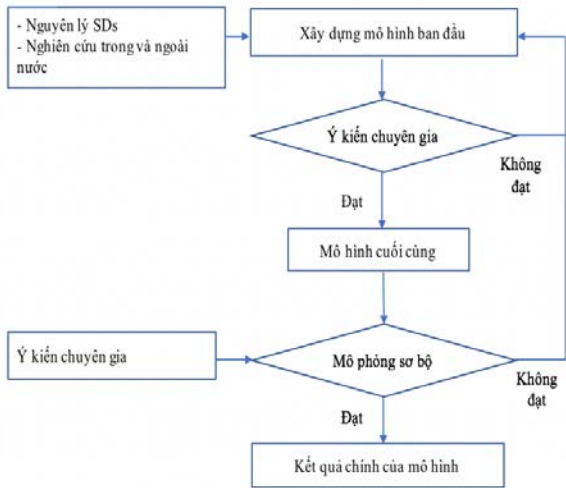 - Nguyên lý SDs
- Nghiên cứu trong và ngoài
nước
Xây dựng mô hình ban đầu
Ý kiến chuyên gia
Không
đạt
Đạt
Mô hình cuối cùng
Ý kiến chuyên gia
Mô phỏng sơ bộ
Không
đạt
Đạt
Kết quả chính của mô hình